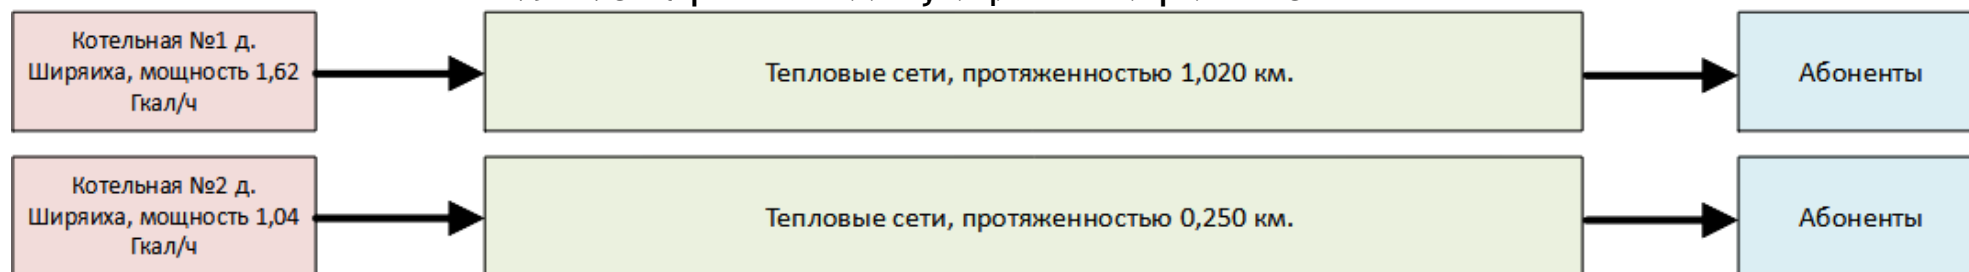 Котельная №1 д.
Ширяиха, мощность 1,62
Гкал/ч
Тепловые сети, протяженностью 1,020 км.
Абоненты
Котельная №2 д.
Ширяиха, мощность 1,04
Гкал/ч
Тепловые сети, протяженностью 0,250 км.
Абоненты